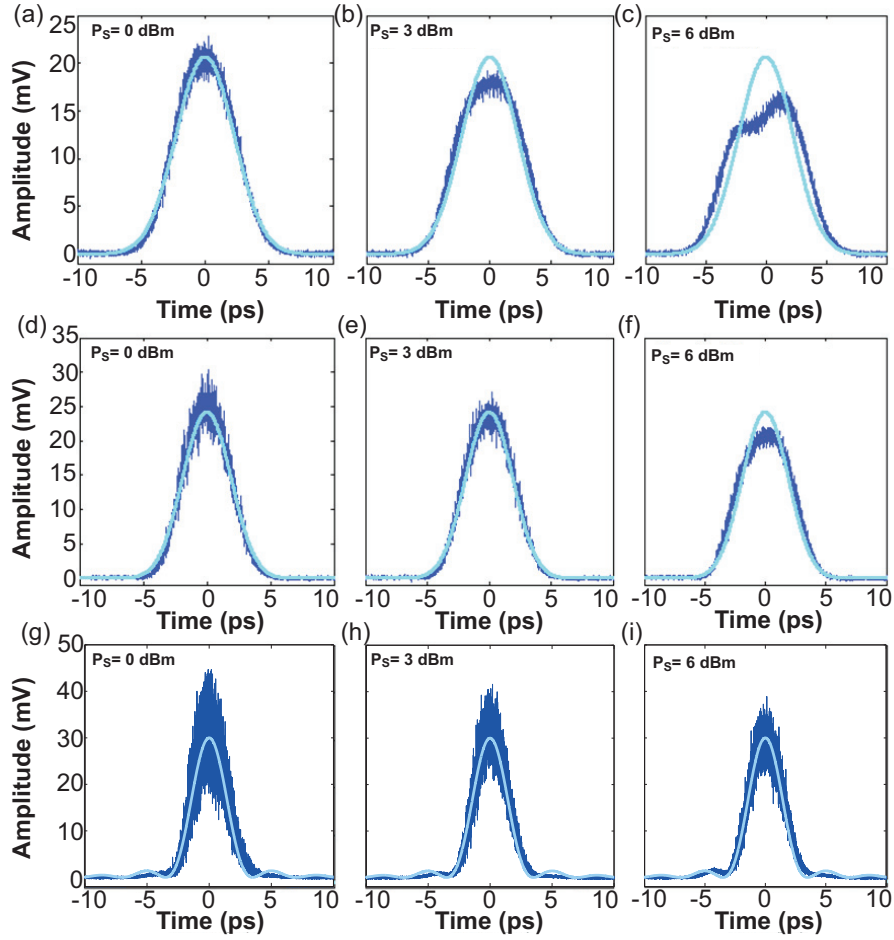 (a) (b) (c)
25
P_S= 0 dBm P_S= 3 dBm P_S= 6 dBm
20
15
10
5
0
Amplitude (mV)
-10 -5 0 5 10 -10 -5 0 5 10 -10 -5 0 5 10
Time (ps) Time (ps) Time (ps)
(d) (e) (f)
35
P_S= 0 dBm P_S= 3 dBm P_S= 6 dBm
30
25
20
15
10
5
0
Amplitude (mV)
-10 -5 0 5 10 -10 -5 0 5 10 -10 -5 0 5 10
Time (ps) Time (ps) Time (ps)
(g) (h) (i)
50
P_S= 0 dBm P_S= 3 dBm P_S= 6 dBm
40
30
20
10
0
Amplitude (mV)
-10 -5 0 5 10 -10 -5 0 5 10 -10 -5 0 5 10
Time (ps) Time (ps) Time (ps)